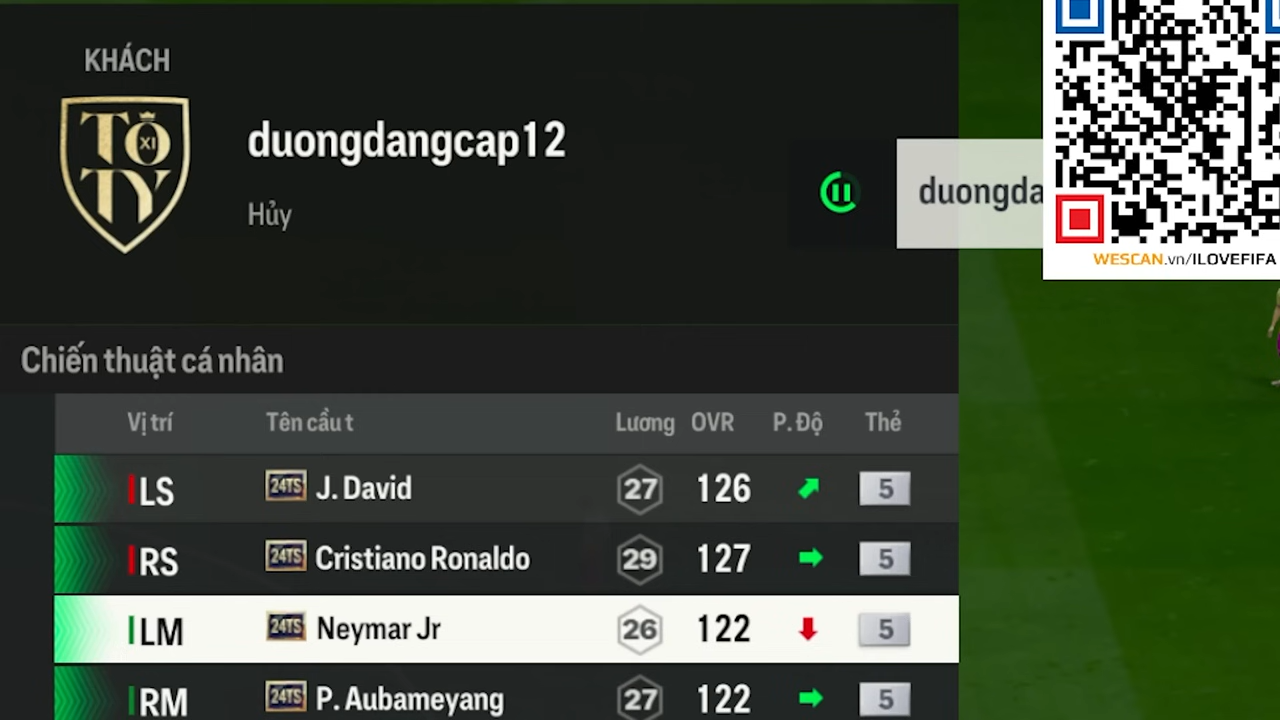 KHÁCH
TO
XI
TY
duongdangcap12
Hủy
duongda
WESCAN.vn/ILOVEFIFA
Chiến thuật cá nhân
Vị trí Tên cầu t Lương OVR P. Độ Thẻ
LS 24TS J. David 27 126 5
RS 24TS Cristiano Ronaldo 29 127 5
LM 24TS Neymar Jr 26 122 5
RM 24TS P. Aubameyang 27 122 5